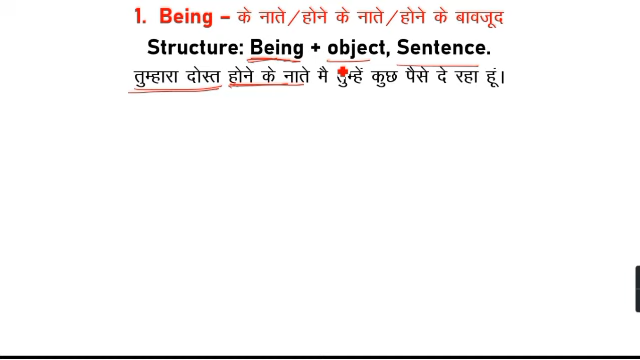 1. Being – के नाते/होने के नाते/होने के बावजूद
Structure: Being + object, Sentence.
तुम्हारा दोस्त होने के नाते मै तुम्हें कुछ पैसे दे रहा हूं।